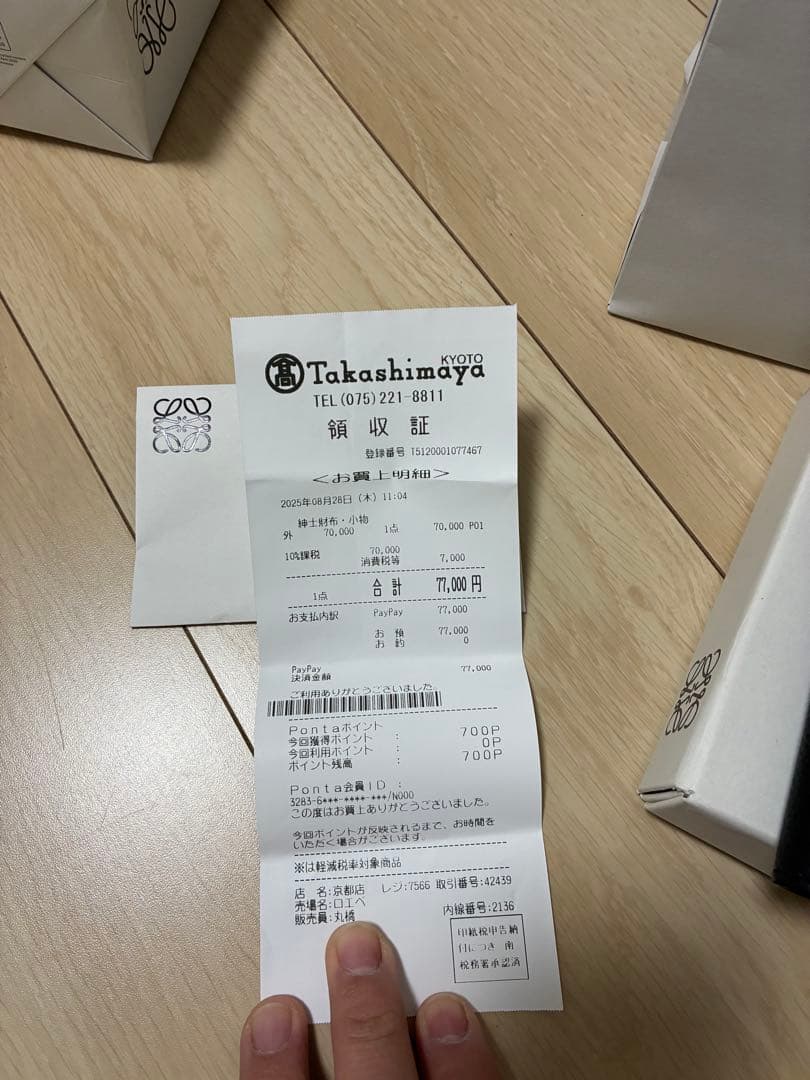 高 Takashimaya KYOTO
TEL(075)221-8811
領収証
登録番号 T5120001077467
<お買上明細>
2025年08月28日(木) 11:04
紳士財布・小物
外 70,000 1点 70,000 P01
10%課税 70,000
消費税等 7,000
1点 合計 77,000円
お支払内訳 PayPay 77,000
お預 77,000
お釣 0
PayPay
決済金額 77,000
ご利用ありがとうございました。
Pontaポイント
今回獲得ポイント : 700P
今回利用ポイント : 0P
ポイント残高 : 700P
Ponta会員ID :
3283-6***-****-***/N000
この度はお買上ありがとうございました。
今回ポイントが反映されるまで、お時間を
いただく場合がございます。
※は軽減税率対象商品
店 名:京都店 レジ:7566 取引番号:42439
売場名:ロエベ 内線番号:2136
販売員:丸橋
印紙税申告納
付につき 南
税務署承認済